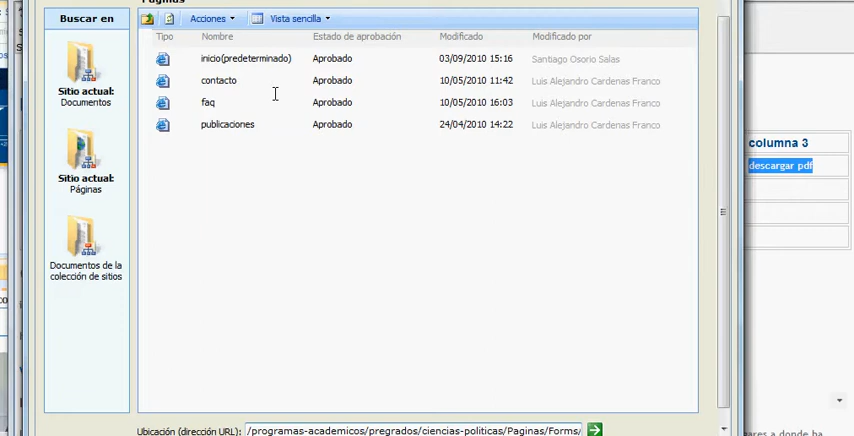 Páginas
Buscar en
Acciones
Vista sencilla
Tipo Nombre Estado de aprobación Modificado Modificado por
inicio(predeterminado) Aprobado 03/09/2010 15:16 Santiago Osorio Salas
contacto Aprobado 10/05/2010 11:42 Luis Alejandro Cardenas Franco
faq Aprobado 10/05/2010 16:03 Luis Alejandro Cardenas Franco
publicaciones Aprobado 24/04/2010 14:22 Luis Alejandro Cardenas Franco
Sitio actual:
Documentos
Sitio actual:
Páginas
Documentos de la
colección de sitios
Ubicación (dirección URL): /programas-academicos/pregrados/ciencias-politicas/Paginas/Forms/
columna 3
descargar pdf
a donde ha